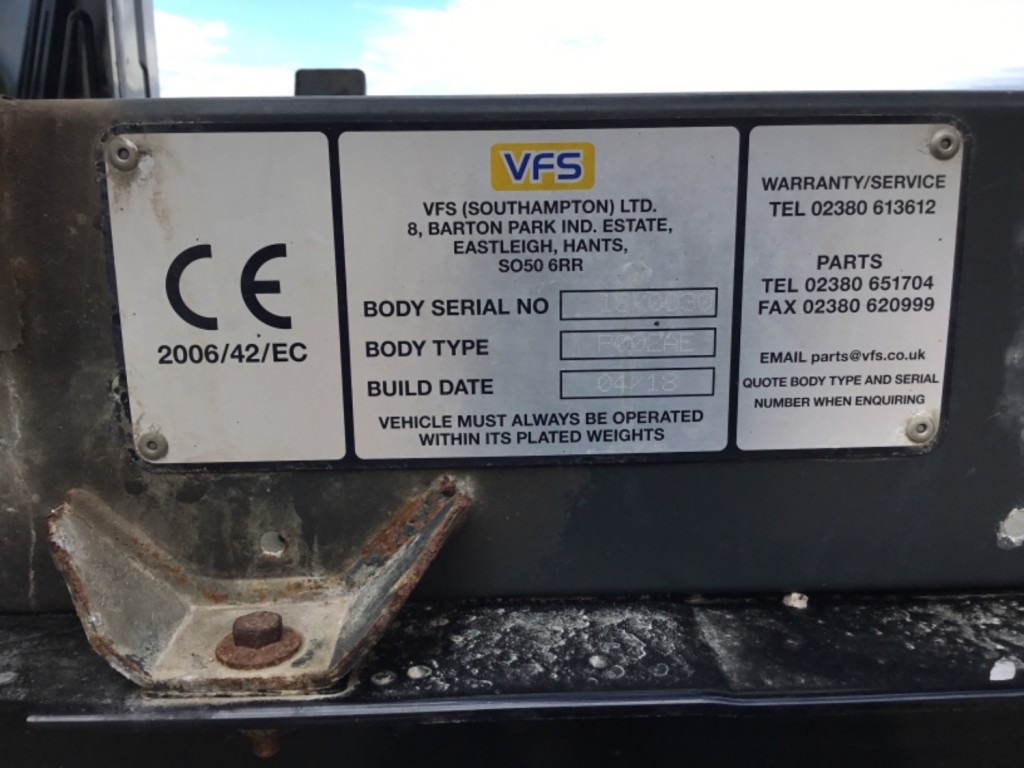 CE
2006/42/EC
VFS
VFS (SOUTHAMPTON) LTD.
8, BARTON PARK IND. ESTATE,
EASTLEIGH, HANTS,
SO50 6RR
BODY SERIAL NO
BODY TYPE
BUILD DATE 04/18
VEHICLE MUST ALWAYS BE OPERATED
WITHIN ITS PLATED WEIGHTS
WARRANTY/SERVICE
TEL 02380 613612
PARTS
TEL 02380 651704
FAX 02380 620999
EMAIL parts@vfs.co.uk
QUOTE BODY TYPE AND SERIAL
NUMBER WHEN ENQUIRING